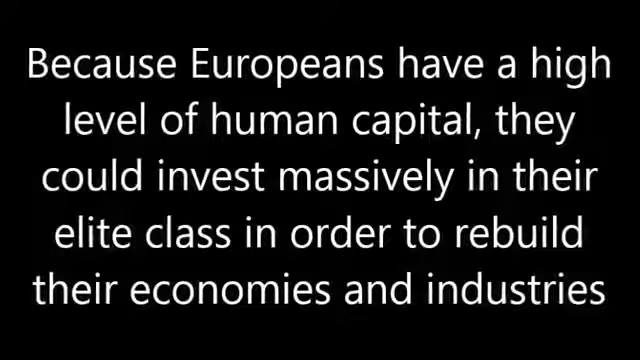 Because Europeans have a high
level of human capital, they
could invest massively in their
elite class in order to rebuild
their economies and industries